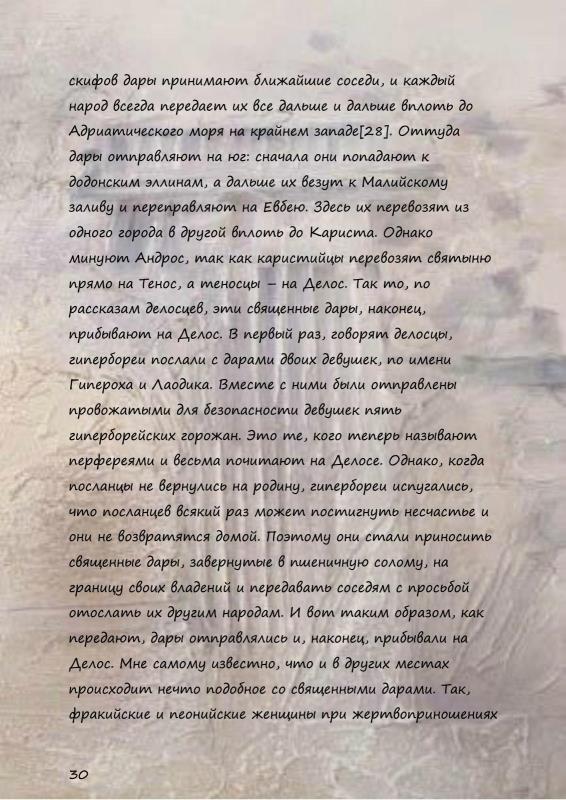 скифов дары принимают ближайшие соседи, и каждый
народ всегда передает их все дальше и дальше вплоть до
Адриатического моря на крайнем западе[28]. Оттуда
дары отправляют на юг: сначала они попадают к
додонским эллинам, а дальше их везут к Малийскому
заливу и переправляют на Евбею. Здесь их перевозят из
одного города в другой вплоть до Кариста. Однако
минуют Андрос, так как каристийцы перевозят святыню
прямо на Тенос, а теносцы – на Делос. Так то, по
рассказам делосцев, эти священные дары, наконец,
прибывают на Делос. В первый раз, говорят делосцы,
гипербореи послали с дарами двоих девушек, по имени
Гипероха и Лаодика. Вместе с ними были отправлены
провожатыми для безопасности девушек пять
гиперборейских горожан. Это те, кого теперь называют
перфереями и весьма почитают на Делосе. Однако, когда
посланцы не вернулись на родину, гипербореи испугались,
что посланцев всякий раз может постигнуть несчастье и
они не возвратятся домой. Поэтому они стали приносить
священные дары, завернутые в пшеничную солому, на
границу своих владений и передавать соседям с просьбой
отослать их другим народам. И вот таким образом, как
передают, дары отправлялись и, наконец, прибывали на
Делос. Мне самому известно, что и в других местах
происходит нечто подобное со священными дарами. Так,
фракийские и пеонийские женщины при жертвоприношениях
30